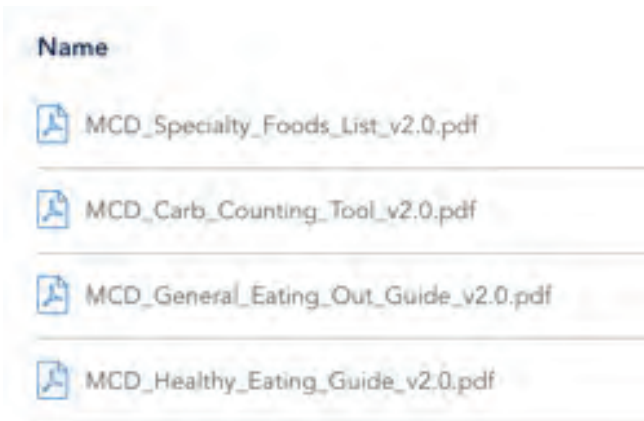 Name
MCD_Specialty_Foods_List_v2.0.pdf
MCD_Carb_Counting_Tool_v2.0.pdf
MCD_General_Eating_Out_Guide_v2.0.pdf
MCD_Healthy_Eating_Guide_v2.0.pdf